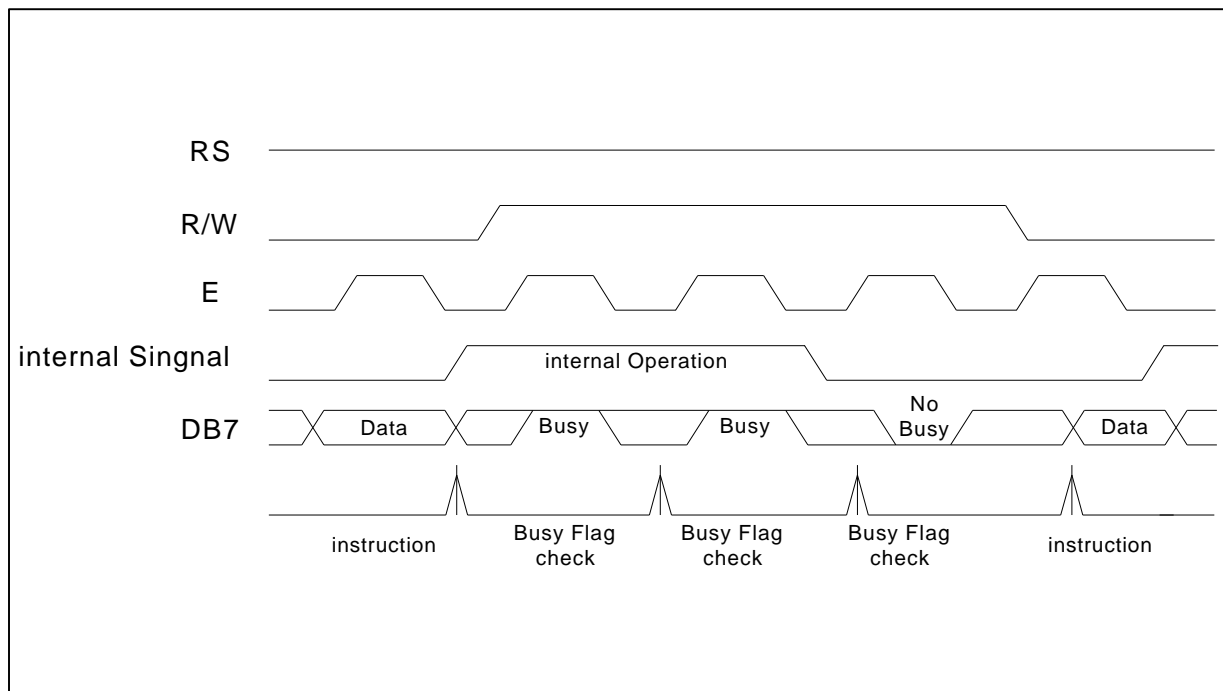 RS
R/W
E
internal Singnal
internal Operation
DB7
Data
Busy
Busy
No
Busy
Data
instruction
Busy Flag
check
Busy Flag
check
Busy Flag
check
instruction